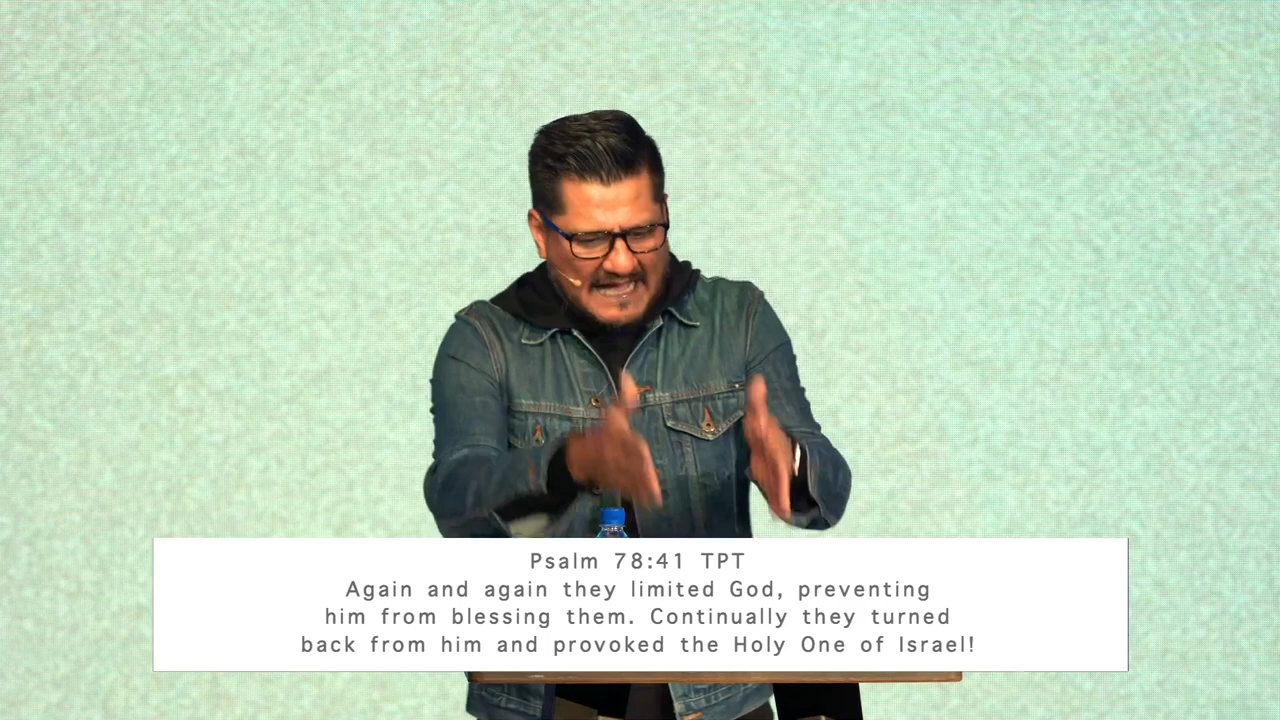 Psalm 78:41 TPT
Again and again they limited God, preventing
him from blessing them. Continually they turned
back from him and provoked the Holy One of Israel!